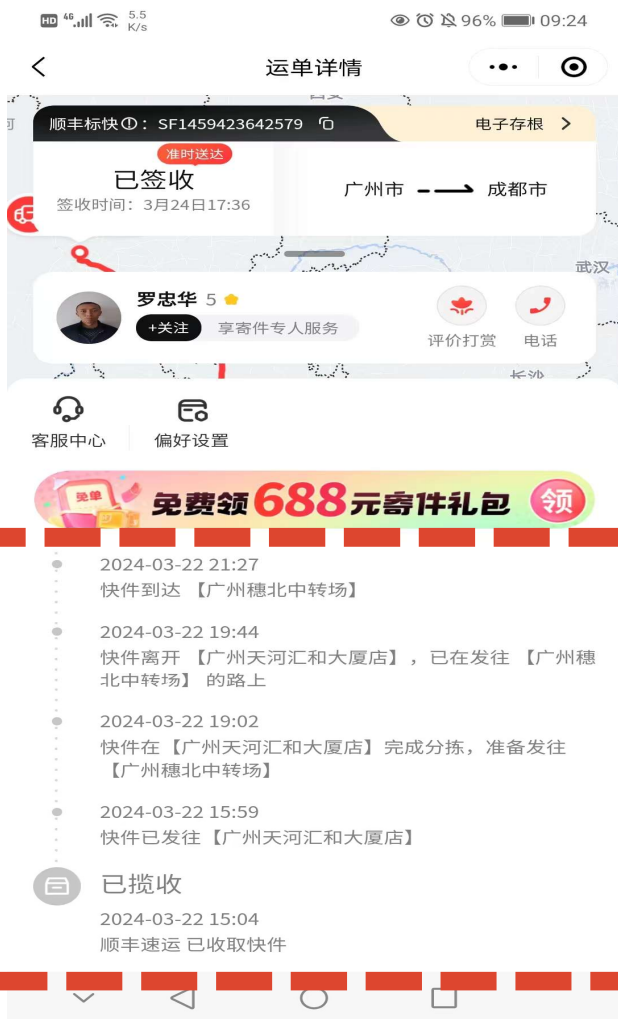 HD 46 5.5 K/s 96% 09:24
运单详情
顺丰标快：SF1459423642579 电子存根
准时送达
已签收
签收时间：3月24日17:36
广州市 成都市
武汉
罗忠华 5
+关注 享寄件专人服务
评价打赏 电话
长沙
客服中心 偏好设置
免单 免费领688元寄件礼包 领
2024-03-22 21:27
快件到达 【广州穗北中转场】
2024-03-22 19:44
快件离开 【广州天河汇和大厦店】，已在发往 【广州穗
北中转场】 的路上
2024-03-22 19:02
快件在【广州天河汇和大厦店】完成分拣，准备发往
【广州穗北中转场】
2024-03-22 15:59
快件已发往【广州天河汇和大厦店】
已揽收
2024-03-22 15:04
顺丰速运 已收取快件